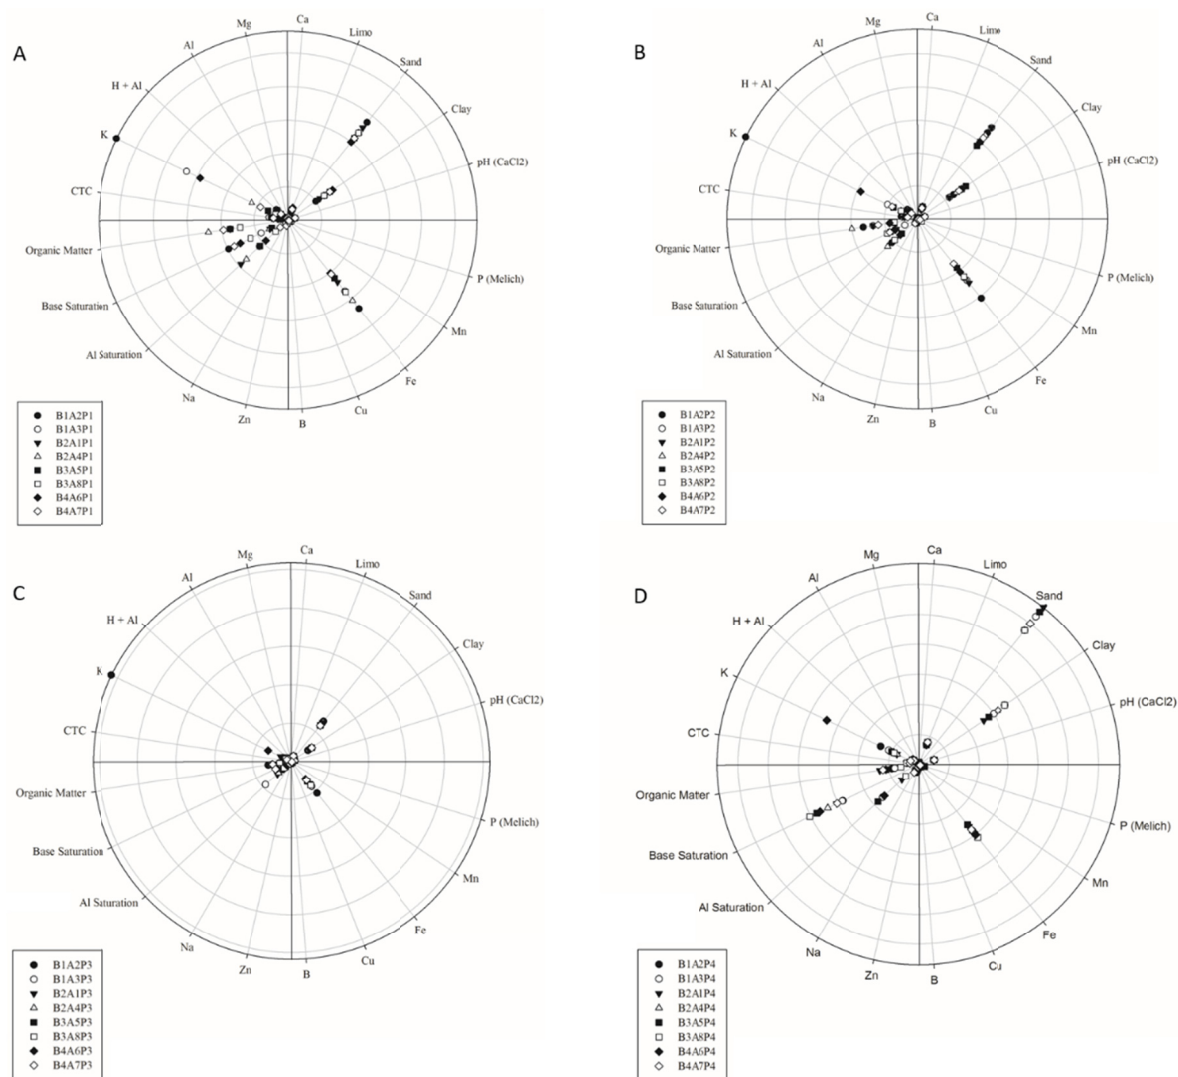 A
Ca
Limo
Sand
Clay
pH (CaCl2)
P (Melich)
Mn
Fe
Cu
B
Zn
Na
Al Saturation
Base Saturation
Organic Matter
CTC
K
H + Al
Al
Mg
B1A2P1
B1A3P1
B2A1P1
B2A4P1
B3A5P1
B3A8P1
B4A6P1
B4A7P1
B
Ca
Limo
Sand
Clay
pH (CaCl2)
P (Melich)
Mn
Fe
Cu
B
Zn
Na
Al Saturation
Base Saturation
Organic Natter
CTC
K
H + Al
Al
Mg
B1A2P2
B1A3P2
B2A1P2
B2A4P2
B3A5P2
B3A8P2
B4A6P2
B4A7P2
C
Ca
Limo
Sand
Clay
pH (CaCl2)
P (Melich)
Mn
Fe
Cu
B
Zn
Na
Al Saturation
Base Saturation
Organic Matter
CTC
K
H + Al
Al
Mg
B1A2P3
B1A3P3
B2A1P3
B2A4P3
B3A5P3
B3A8P3
B4A6P3
B4A7P3
D
Ca
Limo
Sand
Clay
pH (CaCl2)
P (Melich)
Mn
Fe
Cu
B
Zn
Na
Al Saturation
Base Saturation
Organic Matter
CTC
K
H + Al
Al
Mg
B1A2P4
B1A3P4
B2A1P4
B2A4P4
B3A5P4
B3A8P4
B4A6P4
B4A7P4